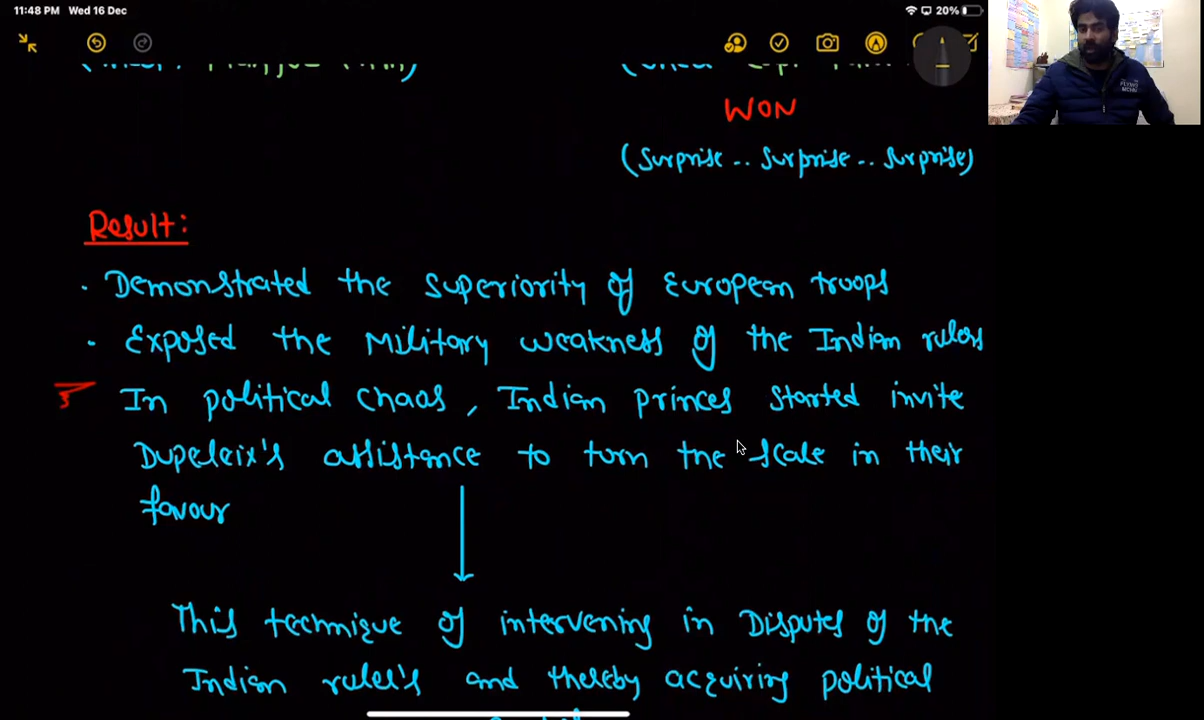 11:48 PM Wed 16 Dec
20%
WON
(Surprise .. Surprise .. Surprise)
Result:
· Demonstrated the superiority of European troops
· Exposed the Military weakness of the Indian rulers
In political chaos, Indian princes started invite
Dupeleix's assistance to turn the scale in their
favour
This technique of intervening in Disputes of the
Indian ruler's and thereby acquiring political